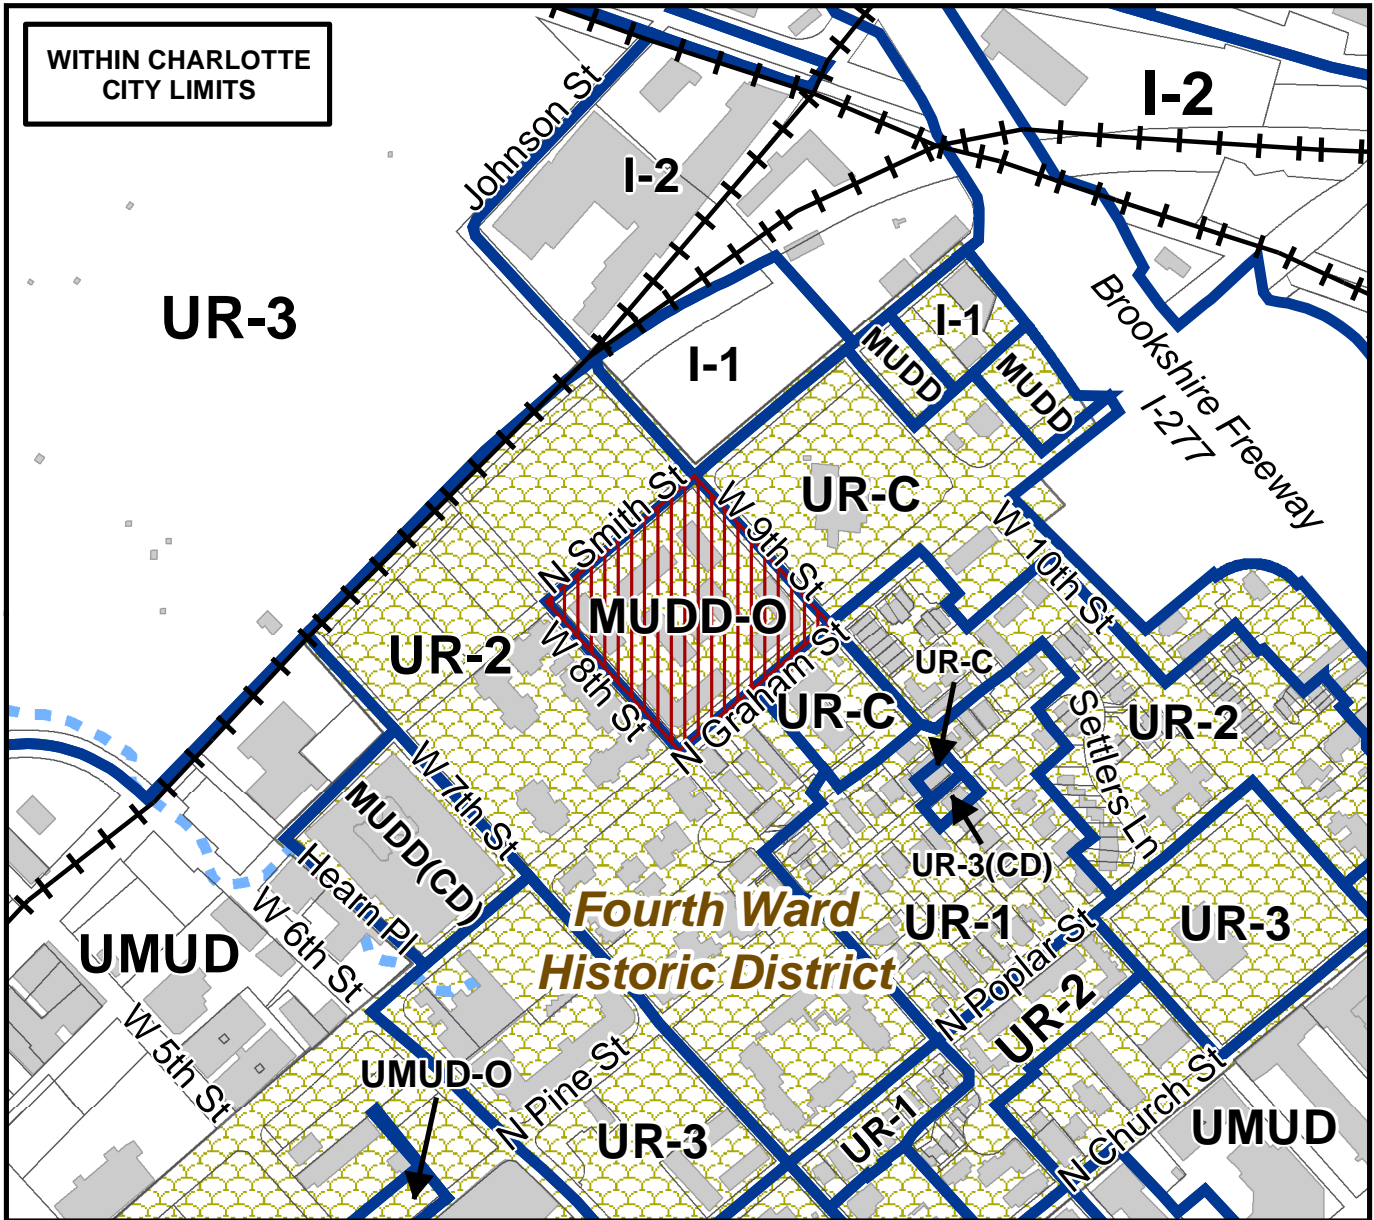 WITHIN CHARLOTTE
CITY LIMITS
I-2
Johnson St
I-2
UR-3
Brookshire Freeway
I-277
I-1
MUDD
MUDD
I-1
UR-C
N Smith St
W 9th St
W 10th St
MUDD-O
UR-2
W 8th St
N Graham St
UR-C
UR-C
Settlers Ln
UR-2
W 7th St
MUDD(CD)
UR-3(CD)
Hearn Pl
Fourth Ward
Historic District
UR-1
UR-3
W 6th St
UMUD
N Poplar St
UR-2
W 5th St
UMUD-O
N Pine St
UR-3
UR-1
N Church St
UMUD